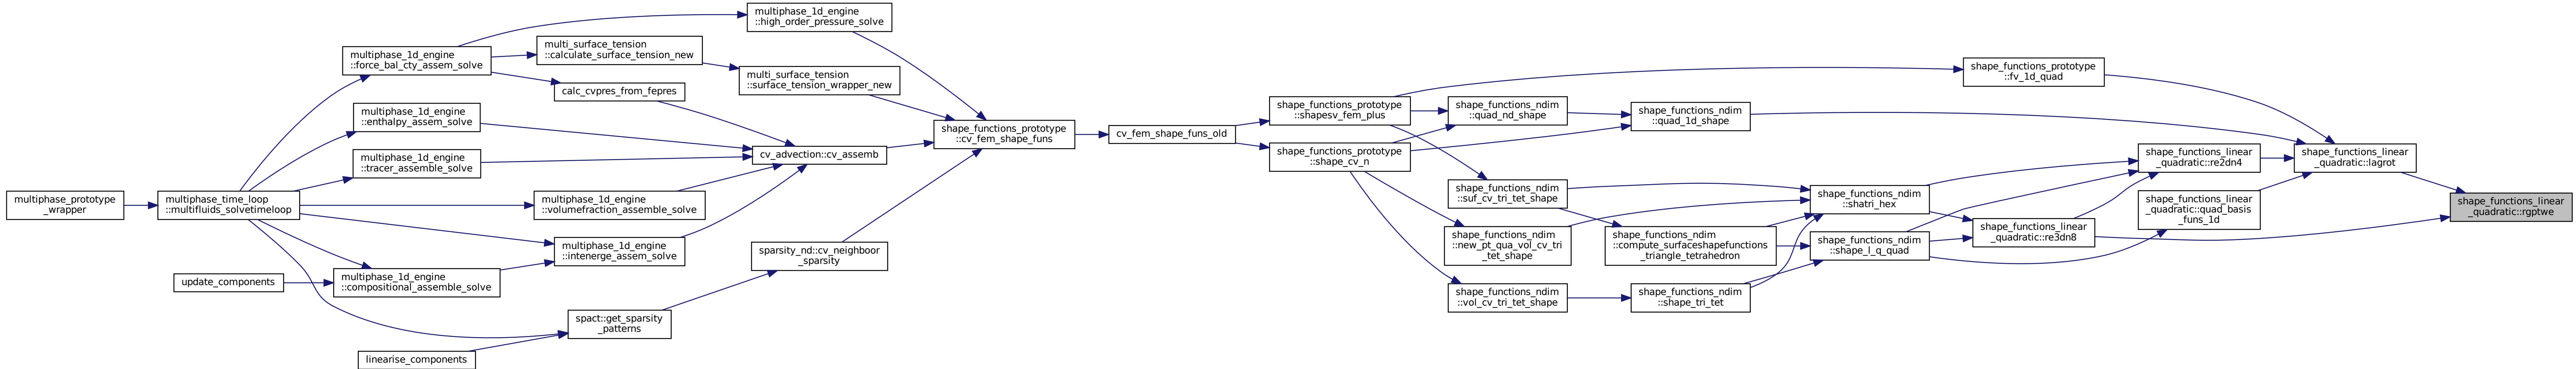 multiphase_prototype
_wrapper
multiphase_time_loop
::multifluids_solvetimeloop
update_components
multiphase_1d_engine
::force_bal_cty_assem_solve
multiphase_1d_engine
::enthalpy_assem_solve
multiphase_1d_engine
::tracer_assemble_solve
multiphase_1d_engine
::compositional_assemble_solve
linearise_components
multi_surface_tension
::calculate_surface_tension_new
calc_cvpres_from_fepres
multiphase_1d_engine
::volumefraction_assemble_solve
multiphase_1d_engine
::intenerge_assem_solve
spact::get_sparsity
_patterns
multiphase_1d_engine
::high_order_pressure_solve
multi_surface_tension
::surface_tension_wrapper_new
cv_advection::cv_assemb
sparsity_nd::cv_neighboor
_sparsity
shape_functions_prototype
::cv_fem_shape_funs
cv_fem_shape_funs_old
shape_functions_prototype
::shapesv_fem_plus
shape_functions_prototype
::shape_cv_n
shape_functions_ndim
::quad_nd_shape
shape_functions_ndim
::suf_cv_tri_tet_shape
shape_functions_ndim
::new_pt_qua_vol_cv_tri
_tet_shape
shape_functions_ndim
::vol_cv_tri_tet_shape
shape_functions_ndim
::quad_1d_shape
shape_functions_ndim
::compute_surfaceshapefunctions
_triangle_tetrahedron
shape_functions_ndim
::shape_tri_tet
shape_functions_ndim
::shatri_hex
shape_functions_ndim
::shape_l_q_quad
shape_functions_prototype
::fv_1d_quad
shape_functions_linear
_quadratic::re3dn8
shape_functions_linear
_quadratic::re2dn4
shape_functions_linear
_quadratic::quad_basis
_funs_1d
shape_functions_linear
_quadratic::lagrot
shape_functions_linear
_quadratic::rgptwe